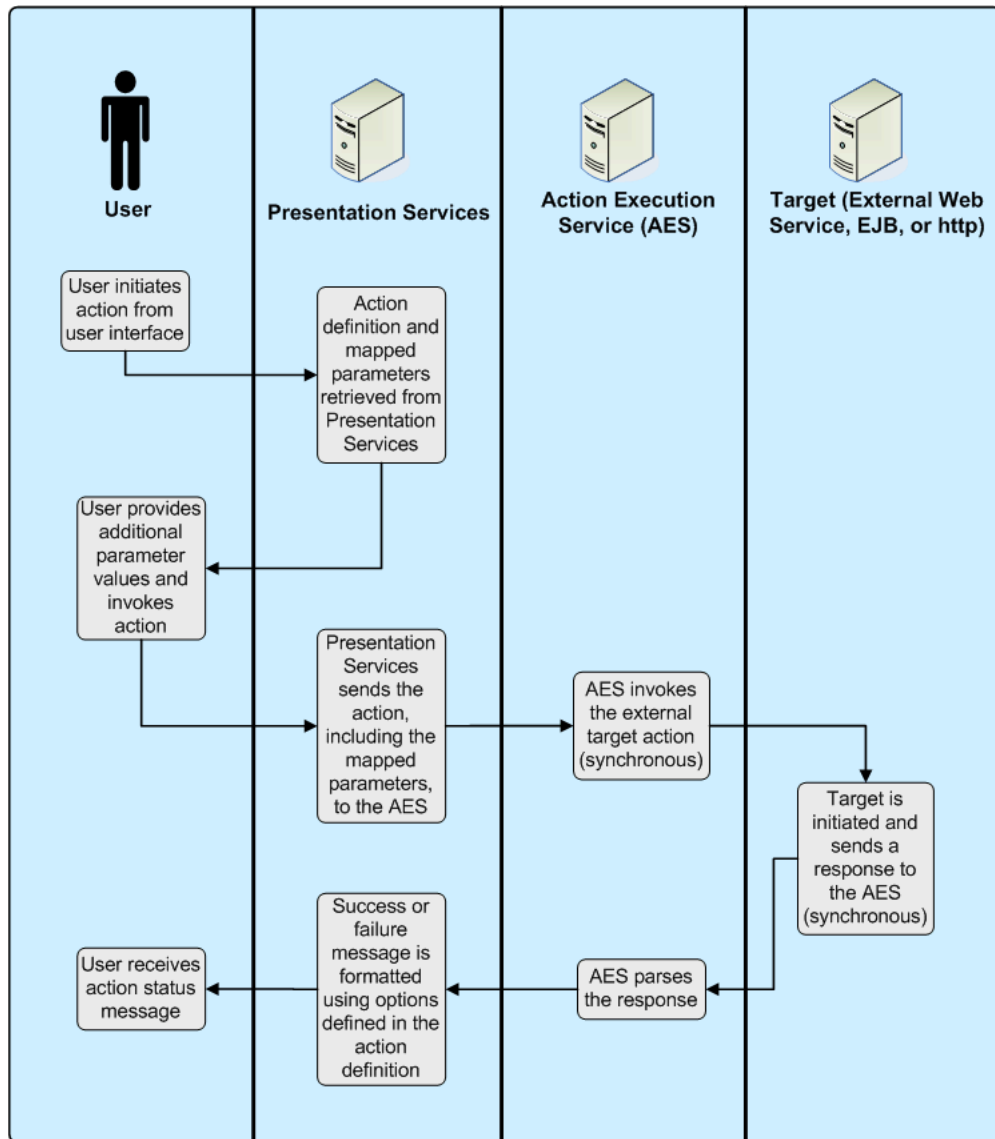 User
Presentation Services
Action Execution
Service (AES)
Target (External Web
Service, EJB, or http)
User initiates
action from
user interface
Action
definition and
mapped
parameters
retrieved from
Presentation
Services
User provides
additional
parameter
values and
invokes
action
Presentation
Services
sends the
action,
including the
mapped
parameters,
to the AES
AES invokes
the external
target action
(synchronous)
Target is
initiated and
sends a
response to
the AES
(synchronous)
AES parses
the response
Success or
failure
message is
formatted
using options
defined in the
action
definition
User receives
action status
message